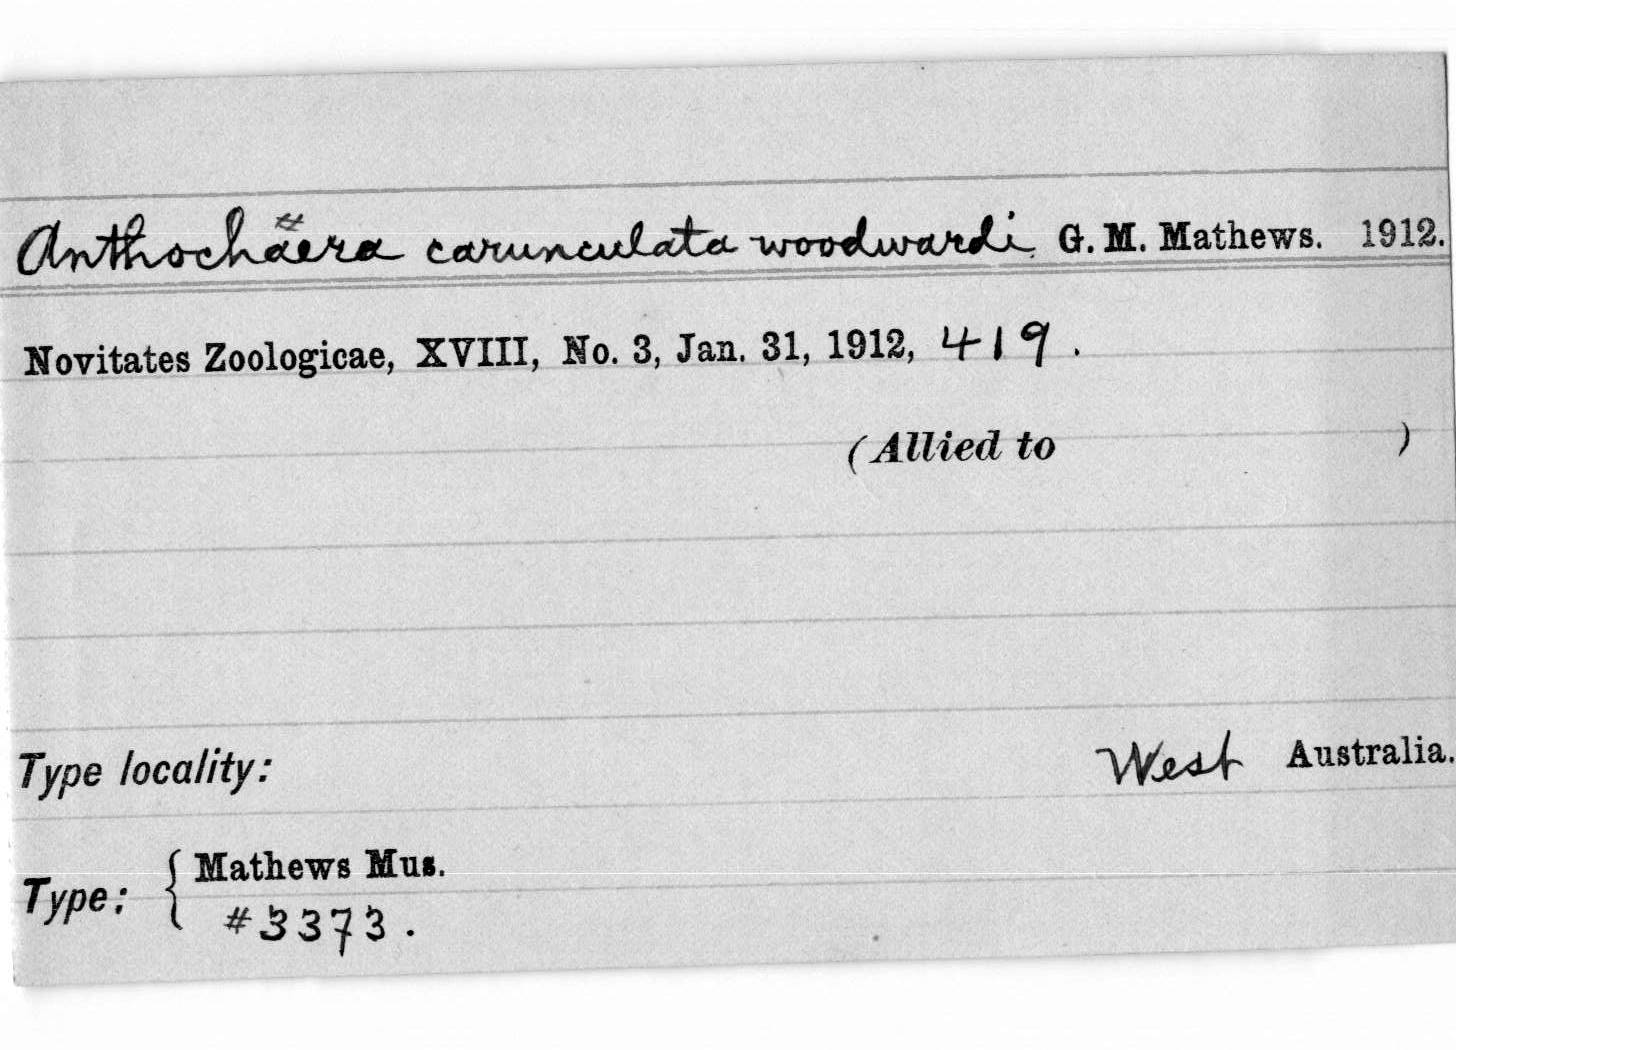 Anthochäera carunculata woodwardi G. M. Mathews. 1912.
Novitates Zoologicae, XVIII, No. 3, Jan. 31, 1912, 419.
(Allied to )
Type locality: West Australia.
Type: { Mathews Mus.
#3373.